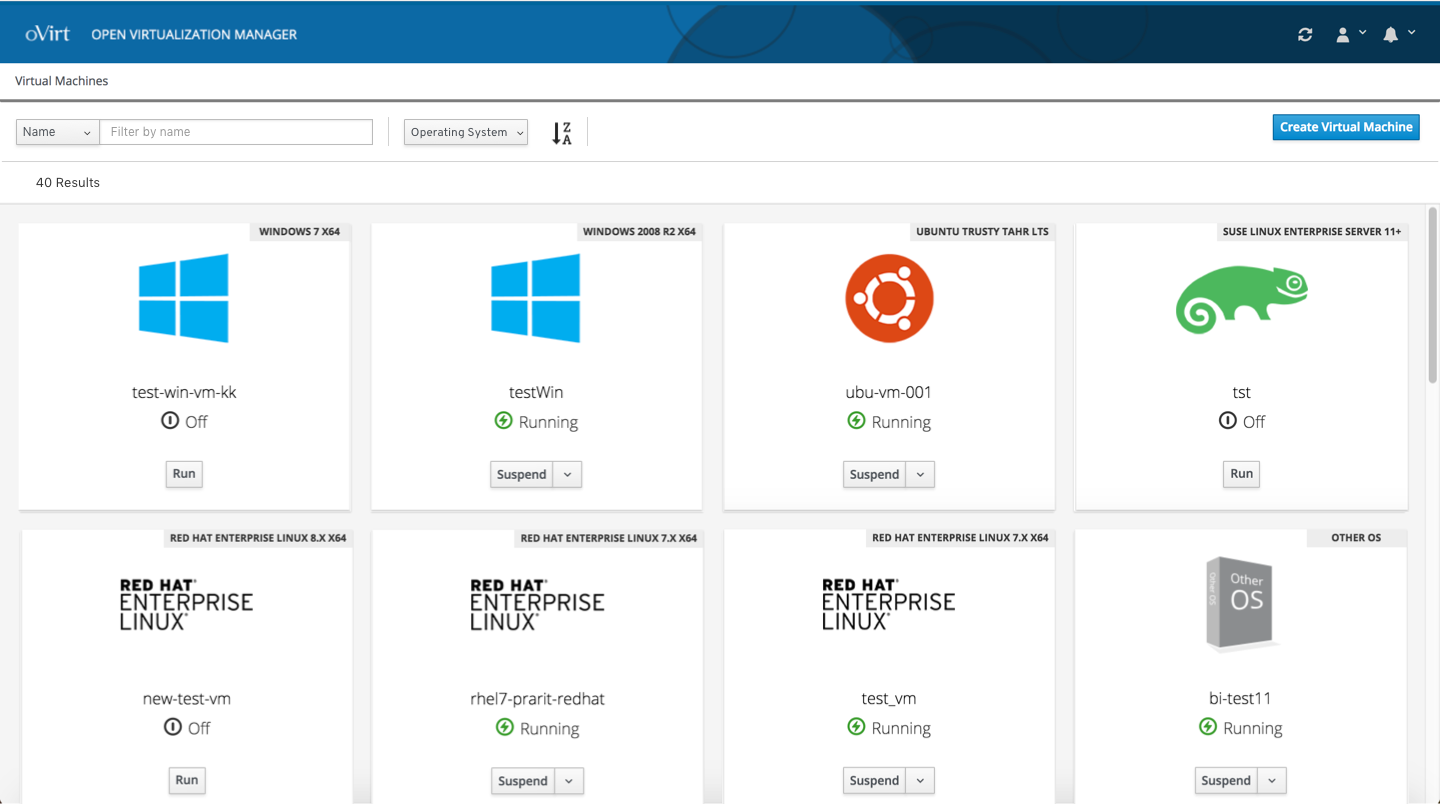 oVirt OPEN VIRTUALIZATION MANAGER
Virtual Machines
Name Filter by name Operating System Z A Create Virtual Machine
40 Results
WINDOWS 7 X64
test-win-vm-kk
Off
Run
WINDOWS 2008 R2 X64
testWin
Running
Suspend
UBUNTU TRUSTY TAHR LTS
ubu-vm-001
Running
Suspend
SUSE LINUX ENTERPRISE SERVER 11+
tst
Off
Run
RED HAT ENTERPRISE LINUX 8.X X64
RED HAT
ENTERPRISE
LINUX
new-test-vm
Off
Run
RED HAT ENTERPRISE LINUX 7.X X64
RED HAT
ENTERPRISE
LINUX
rhel7-prarit-redhat
Running
Suspend
RED HAT ENTERPRISE LINUX 7.X X64
RED HAT
ENTERPRISE
LINUX
test_vm
Running
Suspend
OTHER OS
Other OS
Other
OS
bi-test11
Running
Suspend